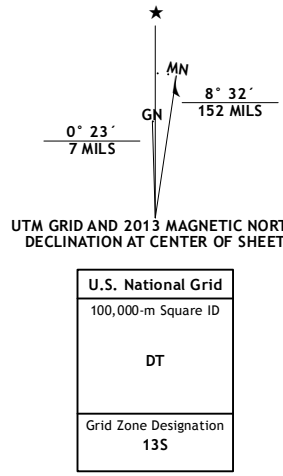 ★
MN
GN
8° 32´
152 MILS
0° 23´
7 MILS
UTM GRID AND 2013 MAGNETIC NORT
DECLINATION AT CENTER OF SHEET
U.S. National Grid
100,000-m Square ID
DT
Grid Zone Designation
13S